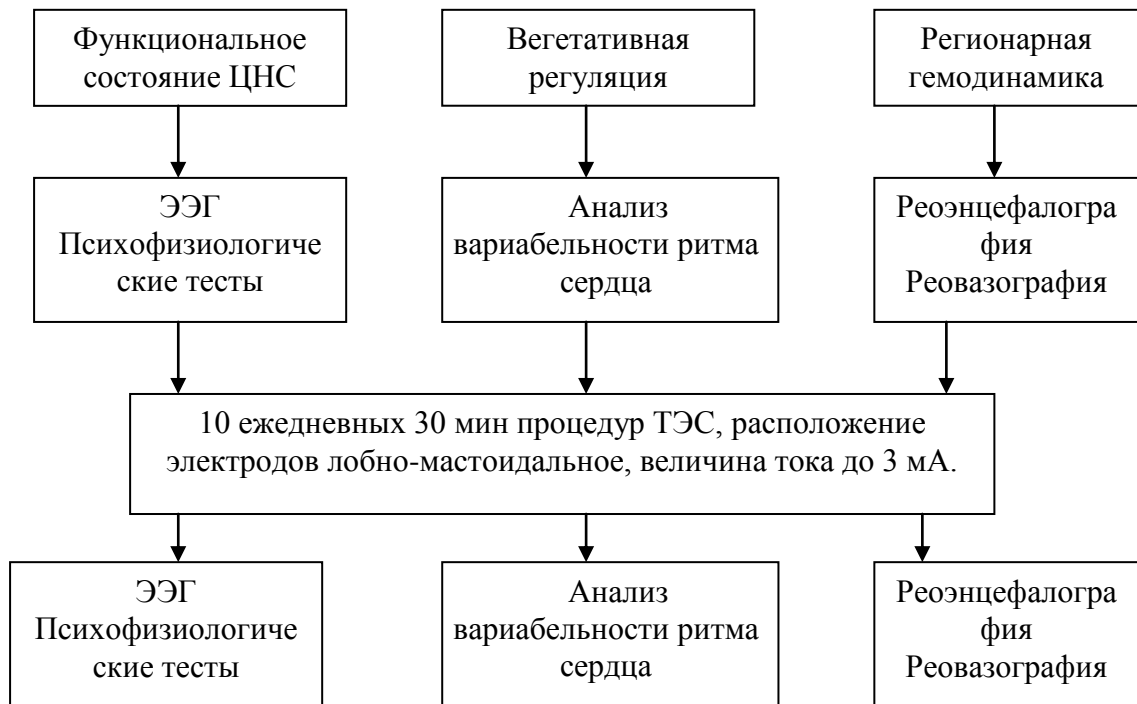 Функциональное
состояние ЦНС
Вегетативная
регуляция
Регионарная
гемодинамика
ЭЭГ
Психофизиологиче
ские тесты
Анализ
вариабельности ритма
сердца
Реоэнцефалогра
фия
Реовазография
10 ежедневных 30 мин процедур ТЭС, расположение
электродов лобно-мастоидальное, величина тока до 3 мА.
ЭЭГ
Психофизиологиче
ские тесты
Анализ
вариабельности ритма
сердца
Реоэнцефалогра
фия
Реовазография